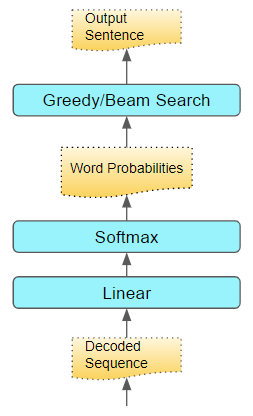 Output
Sentence
Greedy/Beam Search
Word Probabilities
Softmax
Linear
Decoded
Sequence